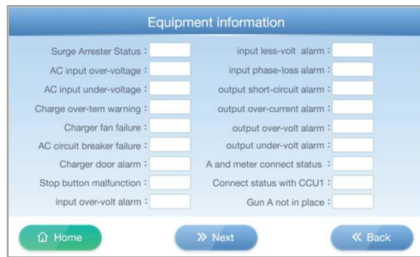 Equipment information
Surge Arrester Status :
AC input over-voltage :
AC input under-voltage :
Charge over-tem warning :
Charger fan failure :
AC circuit breaker failure :
Charger door alarm :
Stop button malfunction :
input over-volt alarm :
input less-volt alarm :
input phase-loss alarm :
output short-circuit alarm :
output over-current alarm :
output over-volt alarm :
output under-volt alarm :
A and meter connect status :
Connect status with CCU1 :
Gun A not in place :
Home
>> Next
<< Back